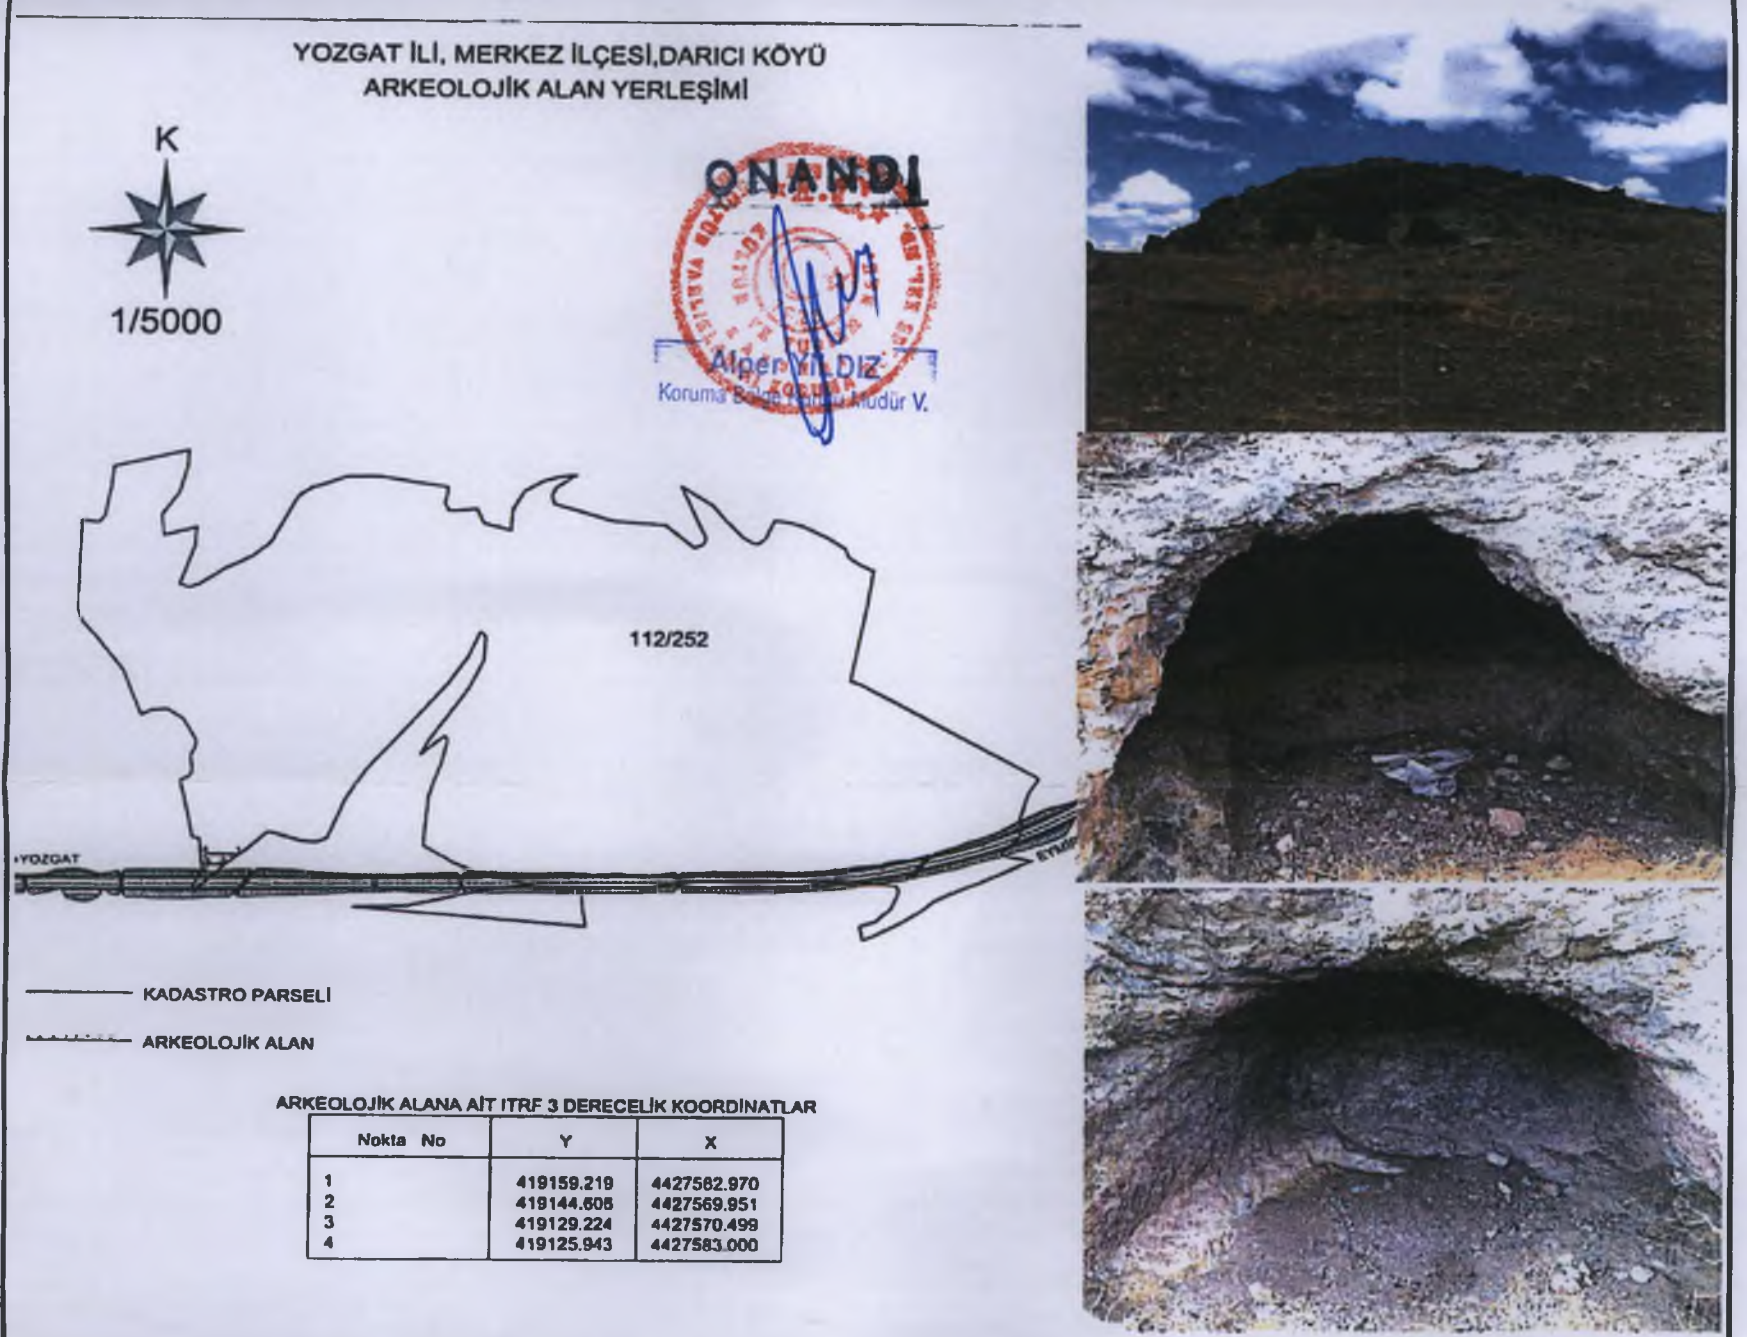 YOZGAT İLİ, MERKEZ İLÇESİ,DARICI KÖYÜ
ARKEOLOJİK ALAN YERLEŞİMİ
K
1/5000
ONANDI
Alper YILDIZ
Koruma Bölge Kurulu Müdür V.
112/252
YOZGAT
KADASTRO PARSELİ
ARKEOLOJİK ALAN
ARKEOLOJİK ALANA AİT ITRF 3 DERECELİK KOORDİNATLAR
Nokta No Y X
1 419159.219 4427582.970
2 419144.606 4427569.951
3 419129.224 4427570.499
4 419125.943 4427583.000